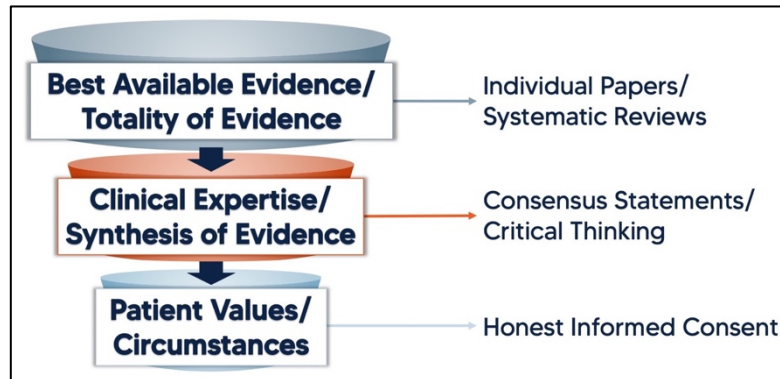 Best Available Evidence/
Totality of Evidence
Individual Papers/
Systematic Reviews
Clinical Expertise/
Synthesis of Evidence
Consensus Statements/
Critical Thinking
Patient Values/
Circumstances
Honest Informed Consent